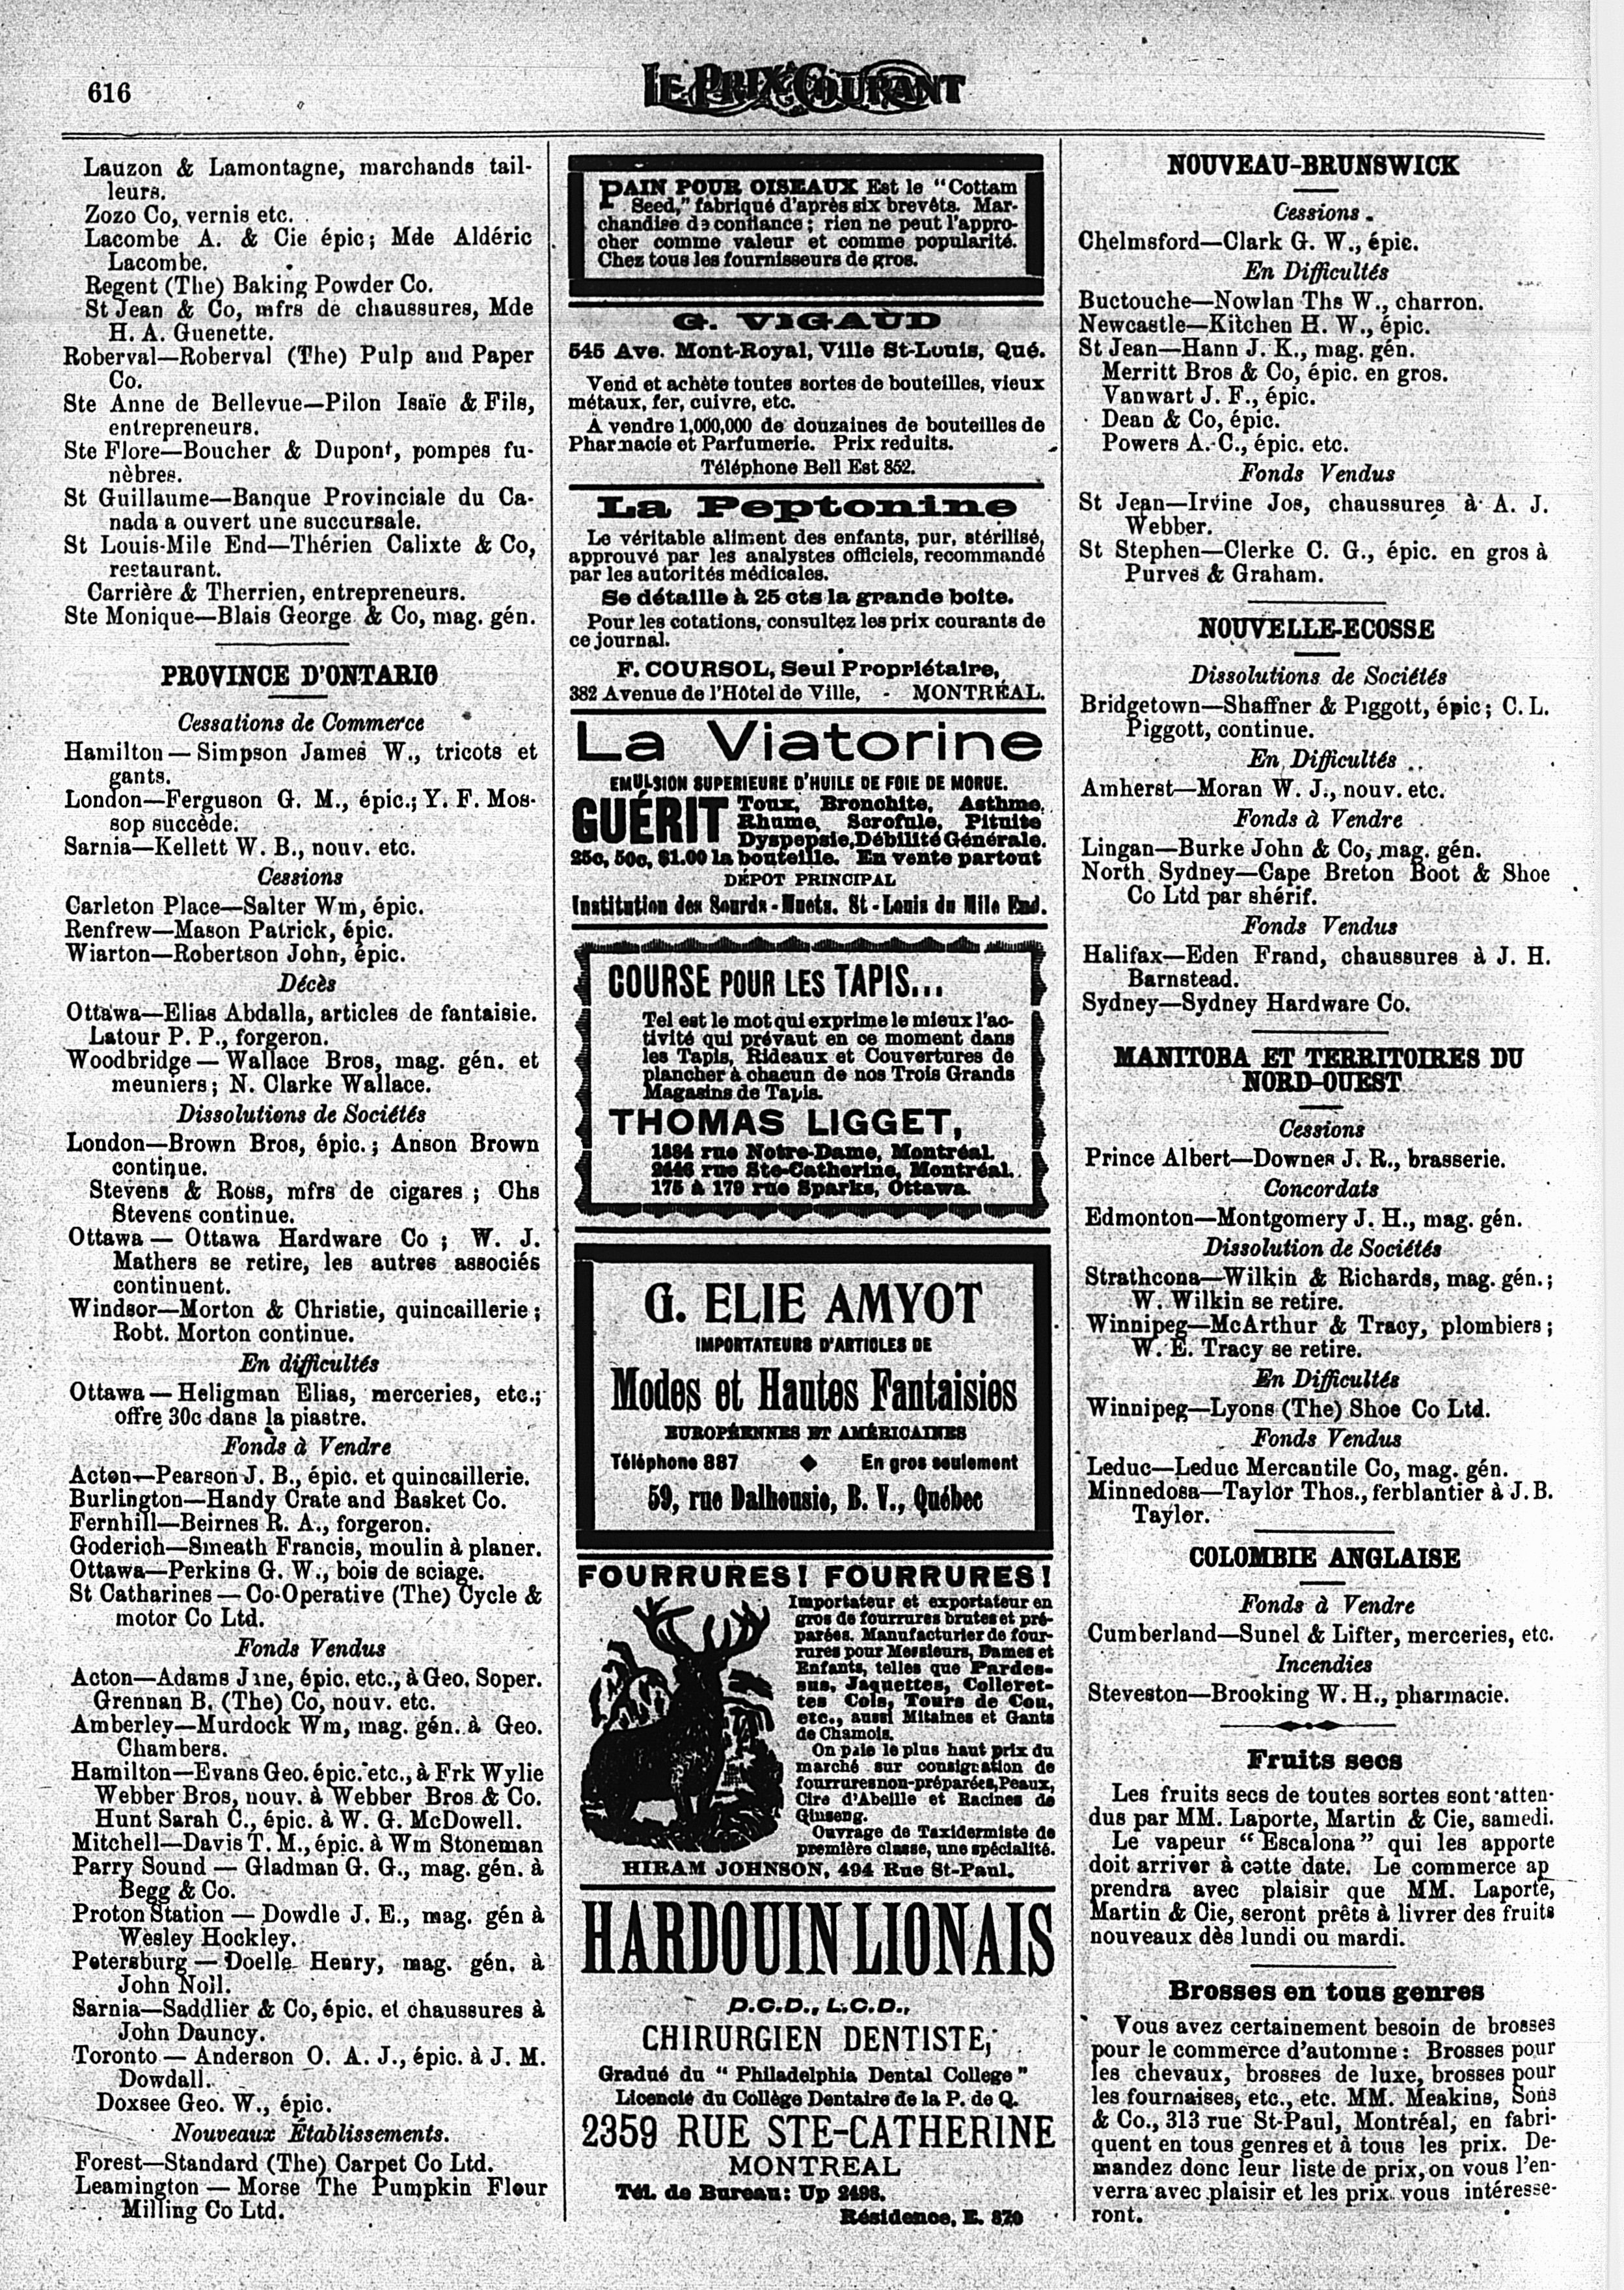 616
LE PRIX COURANT
Lauzon & Lamontagne, marchands tail-
leurs.
Zozo Co, vernis etc.
Lacombe A. & Cie épic; Mde Aldéric
Lacombe.
Regent (The) Baking Powder Co.
St Jean & Co, mfrs de chaussures, Mde
H. A. Guenette.
Roberval—Roberval (The) Pulp and Paper
Co.
Ste Anne de Bellevue—Pilon Isaïe & Fils,
entrepreneurs.
Ste Flore—Boucher & Dupont, pompes fu-
nèbres.
St Guillaume—Banque Provinciale du Ca-
nada a ouvert une succursale.
St Louis-Mile End—Thérien Calixte & Co,
restaurant.
Carrière & Therrien, entrepreneurs.
Ste Monique—Blais George & Co, mag. gén.
PROVINCE D'ONTARIO
Cessations de Commerce
Hamilton — Simpson James W., tricots et
gants.
London—Ferguson G. M., épic.; Y. F. Mos-
sop succède.
Sarnia—Kellett W. B., nouv. etc.
Cessions
Carleton Place—Salter Wm, épic.
Renfrew—Mason Patrick, épic.
Wiarton—Robertson John, épic.
Décès
Ottawa—Elias Abdalla, articles de fantaisie.
Latour P. P., forgeron.
Woodbridge — Wallace Bros, mag. gén. et
meuniers; N. Clarke Wallace.
Dissolutions de Sociétés
London—Brown Bros, épic.; Anson Brown
continue.
Stevens & Ross, mfrs de cigares; Chs
Stevens continue.
Ottawa — Ottawa Hardware Co; W. J.
Mathers se retire, les autres associés
continuent.
Windsor—Morton & Christie, quincaillerie;
Robt. Morton continue.
En difficultés
Ottawa — Heligman Elias, merceries, etc.;
offre 30c dans la piastre.
Fonds à Vendre
Acton—Pearson J. B., épic. et quincaillerie.
Burlington—Handy Crate and Basket Co.
Fernhill—Beirnes R. A., forgeron.
Goderich—Smeath Francis, moulin à planer.
Ottawa—Perkins G. W., bois de sciage.
St Catharines — Co-Operative (The) Cycle &
motor Co Ltd.
Fonds Vendus
Acton—Adams Jane, épic. etc., à Geo. Soper.
Grennan B. (The) Co, nouv. etc.
Amberley—Murdock Wm, mag. gén. à Geo.
Chambers.
Hamilton—Evans Geo. épic. etc., à Frk Wylie
Webber Bros, nouv. à Webber Bros & Co.
Hunt Sarah C., épic. à W. G. McDowell.
Mitchell—Davis T. M., épic. à Wm Stoneman
Parry Sound — Gladman G. G., mag. gén. à
Begg & Co.
Proton Station — Dowdle J. E., mag. gén à
Wesley Hockley.
Petersburg — Doelle Henry, mag. gén. à
John Noil.
Sarnia—Saddlier & Co, épic. et chaussures à
John Dauncy.
Toronto — Anderson O. A. J., épic. à J. M.
Dowdall.
Doxsee Geo. W., épic.
Nouveaux Établissements.
Forest—Standard (The) Carpet Co Ltd.
Leamington — Morse The Pumpkin Flour
Milling Co Ltd.
PAIN POUR OISEAUX Est le "Cottam
Seed," fabriqué d'après six brevêts. Mar-
chandise de confiance; rien ne peut l'appro-
cher comme valeur et comme popularité.
Chez tous les fournisseurs de gros.
G. VIGAUD
545 Ave. Mont-Royal, Ville St-Louis, Qué.
Vend et achète toutes sortes de bouteilles, vieux
métaux, fer, cuivre, etc.
A vendre 1,000,000 de douzaines de bouteilles de
Pharmacie et Parfumerie. Prix reduits.
Téléphone Bell Est 852.
La Peptonine
Le véritable aliment des enfants, pur, stérilisé,
approuvé par les analystes officiels, recommandé
par les autorités médicales.
Se détaille à 25 cts la grande boîte.
Pour les cotations, consultez les prix courants de
ce journal.
F. COURSOL, Seul Propriétaire,
382 Avenue de l'Hôtel de Ville, - MONTRÉAL.
La Viatorine
EMULSION SUPERIEURE D'HUILE DE FOIE DE MORUE.
GUÉRIT Toux, Bronchite, Asthme,
Rhume, Scrofule, Pituite
Dyspepsie, Débilité Générale.
25c, 50c, $1.00 la bouteille. En vente partout
DÉPOT PRINCIPAL
Institution des Sourds-Muets. St-Louis du Mile End.
COURSE POUR LES TAPIS...
Tel est le mot qui exprime le mieux l'ac-
tivité qui prévaut en ce moment dans
les Tapis, Rideaux et Couvertures de
plancher à chacun de nos Trois Grands
Magasins de Tapis.
THOMAS LIGGET,
1884 rue Notre-Dame, Montréal.
2446 rue Ste-Catherine, Montréal.
175 à 179 rue Sparks, Ottawa.
G. ELIE AMYOT
IMPORTATEURS D'ARTICLES DE
Modes et Hautes Fantaisies
EUROPÉENNES ET AMÉRICAINES
Téléphone 887 ◆ En gros seulement
59, rue Dalhousie, B. V., Québec
FOURRURES! FOURRURES!
Importateur et exportateur en
gros de fourrures brutes et pré-
parées. Manufacturier de four-
rures pour Messieurs, Dames et
Enfants, telles que Pardes-
sus, Jaquettes, Colleret-
tes Cols, Tours de Cou,
etc., aussi Mitaines et Gants
de Chamois.
On paie le plus haut prix du
marché sur consignation de
fourrures non-préparées, Peaux,
Cire d'Abeille et Racines de
Ginseng.
Ouvrage de Taxidermiste de
première classe, une spécialité.
HIRAM JOHNSON, 494 Rue St-Paul.
HARDOUIN LIONAIS
D.C.D., L.C.D.,
CHIRURGIEN DENTISTE,
Gradué du "Philadelphia Dental College"
Licencié du Collège Dentaire de la P. de Q.
2359 RUE STE-CATHERINE
MONTREAL
Tél. de Bureau: Up 2498.
Résidence, E. 870
NOUVEAU-BRUNSWICK
Cessions.
Chelmsford—Clark G. W., épic.
En Difficultés
Buctouche—Nowlan Ths W., charron.
Newcastle—Kitchen H. W., épic.
St Jean—Hann J. K., mag. gén.
Merritt Bros & Co, épic. en gros.
Vanwart J. F., épic.
Dean & Co, épic.
Powers A. C., épic. etc.
Fonds Vendus
St Jean—Irvine Jos, chaussures à A. J.
Webber.
St Stephen—Clerke C. G., épic. en gros à
Purves & Graham.
NOUVELLE-ECOSSE
Dissolutions de Sociétés
Bridgetown—Shaffner & Piggott, épic; C. L.
Piggott, continue.
En Difficultés
Amherst—Moran W. J., nouv. etc.
Fonds à Vendre
Lingan—Burke John & Co, mag. gén.
North Sydney—Cape Breton Boot & Shoe
Co Ltd par shérif.
Fonds Vendus
Halifax—Eden Frand, chaussures à J. H.
Barnstead.
Sydney—Sydney Hardware Co.
MANITOBA ET TERRITOIRES DU
NORD-OUEST
Cessions
Prince Albert—Downes J. R., brasserie.
Concordats
Edmonton—Montgomery J. H., mag. gén.
Dissolution de Sociétés
Strathcona—Wilkin & Richards, mag. gén.;
W. Wilkin se retire.
Winnipeg—McArthur & Tracy, plombiers;
W. E. Tracy se retire.
En Difficultés
Winnipeg—Lyons (The) Shoe Co Ltd.
Fonds Vendus
Leduc—Leduc Mercantile Co, mag. gén.
Minnedosa—Taylor Thos., ferblantier à J. B.
Taylor.
COLOMBIE ANGLAISE
Fonds à Vendre
Cumberland—Sunel & Lifter, merceries, etc.
Incendies
Steveston—Brooking W. H., pharmacie.
Fruits secs
Les fruits secs de toutes sortes sont atten-
dus par MM. Laporte, Martin & Cie, samedi.
Le vapeur "Escalona" qui les apporte
doit arriver à cette date. Le commerce ap
prendra avec plaisir que MM. Laporte,
Martin & Cie, seront prêts à livrer des fruits
nouveaux dès lundi ou mardi.
Brosses en tous genres
Vous avez certainement besoin de brosses
pour le commerce d'automne: Brosses pour
les chevaux, brosses de luxe, brosses pour
les fournaises, etc., etc. MM. Meakins, Sons
& Co., 313 rue St-Paul, Montréal, en fabri-
quent en tous genres et à tous les prix. De-
mandez donc leur liste de prix, on vous l'en-
verra avec plaisir et les prix vous intéresse-
ront.